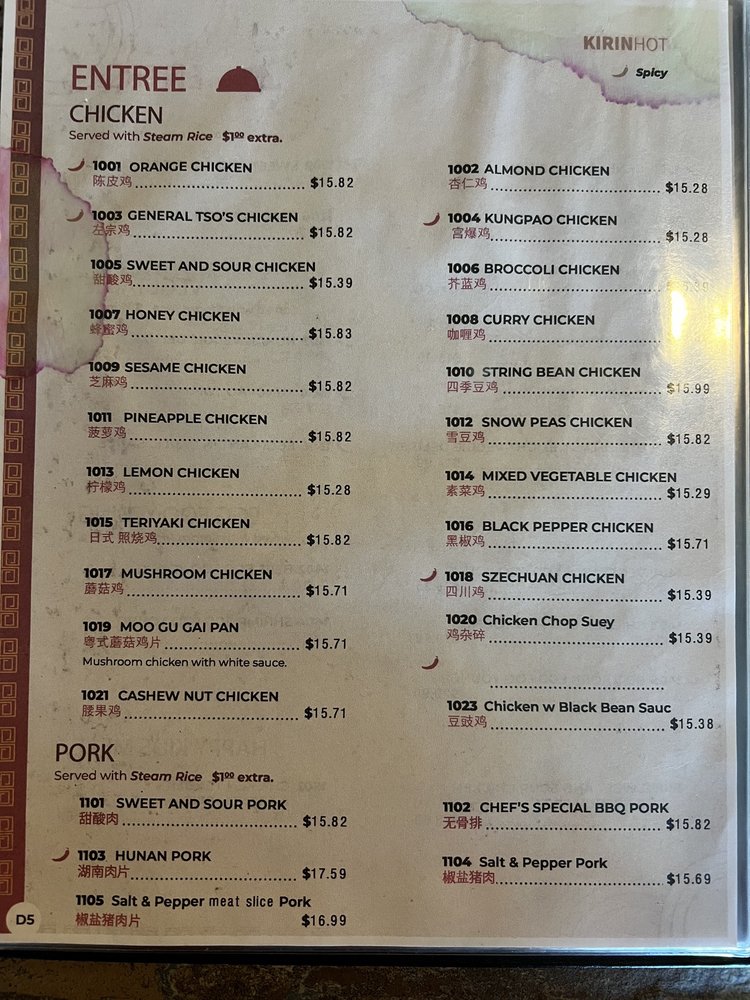 KIRINHOT
Spicy
ENTREE
CHICKEN
Served with Steam Rice $1⁰⁰ extra.
1001 ORANGE CHICKEN
陈皮鸡 $15.82
1003 GENERAL TSO'S CHICKEN
左宗鸡 $15.82
1005 SWEET AND SOUR CHICKEN
甜酸鸡 $15.39
1007 HONEY CHICKEN
蜂蜜鸡 $15.83
1009 SESAME CHICKEN
芝麻鸡 $15.82
1011 PINEAPPLE CHICKEN
菠萝鸡 $15.82
1013 LEMON CHICKEN
柠檬鸡 $15.28
1015 TERIYAKI CHICKEN
日式 照烧鸡 $15.82
1017 MUSHROOM CHICKEN
蘑菇鸡 $15.71
1019 MOO GU GAI PAN
粤式蘑菇鸡片 $15.71
Mushroom chicken with white sauce.
1021 CASHEW NUT CHICKEN
腰果鸡 $15.71
1002 ALMOND CHICKEN
杏仁鸡 $15.28
1004 KUNGPAO CHICKEN
宫爆鸡 $15.28
1006 BROCCOLI CHICKEN
芥蓝鸡
1008 CURRY CHICKEN
咖喱鸡
1010 STRING BEAN CHICKEN
四季豆鸡 $15.99
1012 SNOW PEAS CHICKEN
雪豆鸡 $15.82
1014 MIXED VEGETABLE CHICKEN
素菜鸡 $15.29
1016 BLACK PEPPER CHICKEN
黑椒鸡 $15.71
1018 SZECHUAN CHICKEN
四川鸡 $15.39
1020 Chicken Chop Suey
鸡杂碎 $15.39
1023 Chicken w Black Bean Sauc
豆豉鸡 $15.38
PORK
Served with Steam Rice $1⁰⁰ extra.
1101 SWEET AND SOUR PORK
甜酸肉 $15.82
1103 HUNAN PORK
湖南肉片 $17.59
1105 Salt & Pepper meat slice Pork
椒盐猪肉片 $16.99
1102 CHEF'S SPECIAL BBQ PORK
无骨排 $15.82
1104 Salt & Pepper Pork
椒盐猪肉 $15.69
D5